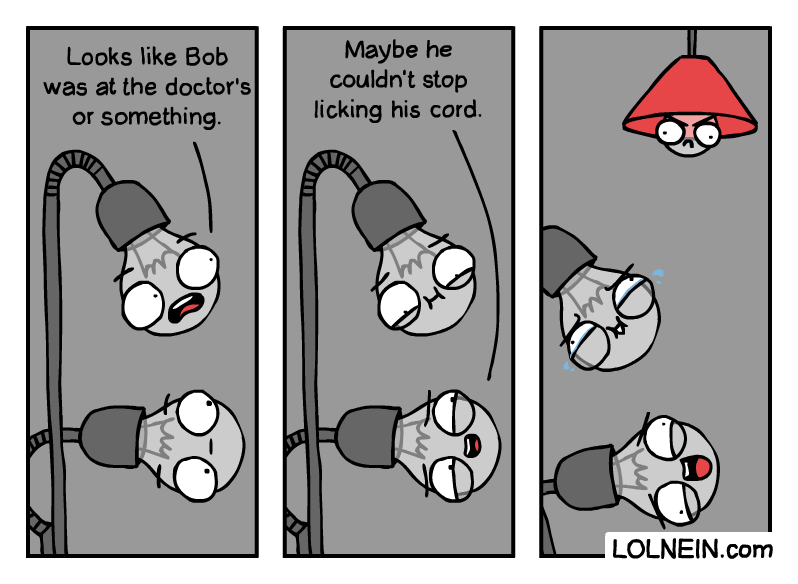 Looks like Bob
was at the doctor's
or something.
Maybe he
couldn't stop
licking his cord.
LOLNEIN.com